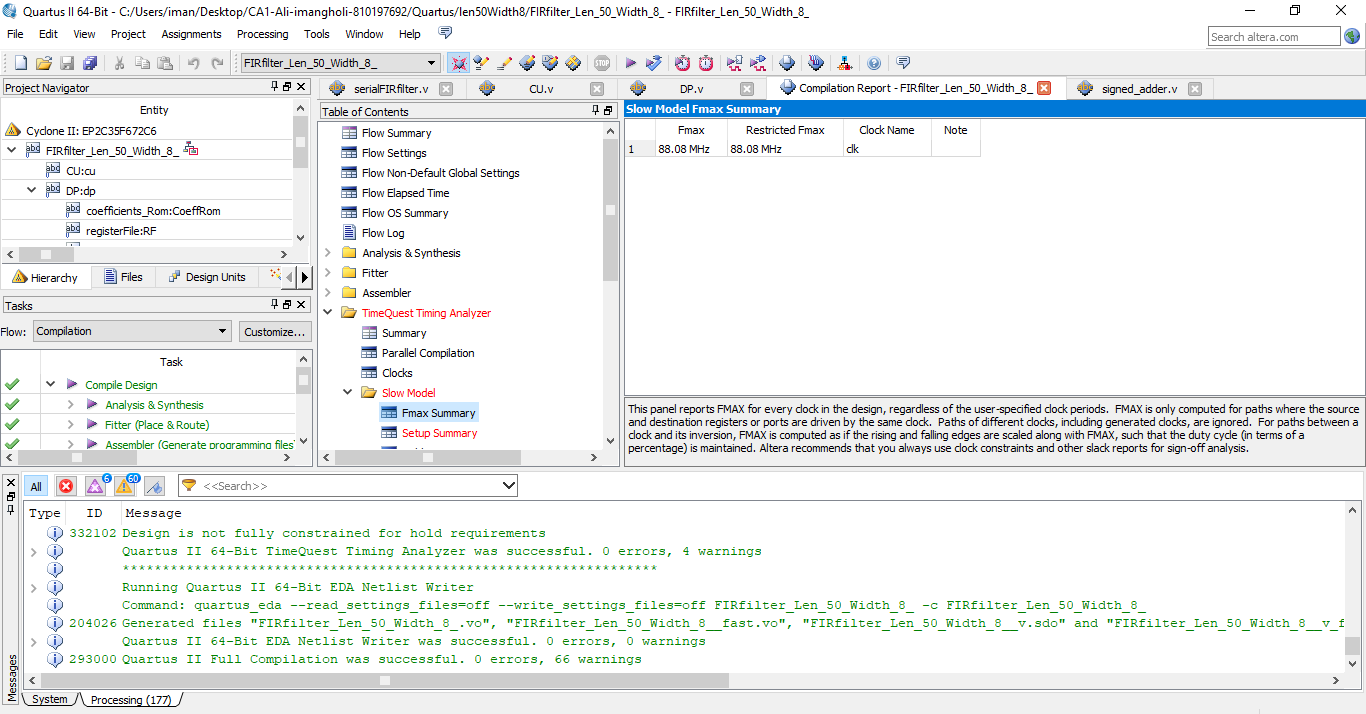 Quartus II 64-Bit - C:/Users/iman/Desktop/CA1-Ali-imangholi-810197692/Quartus/len50Width8/FIRfilter_Len_50_Width_8_ - FIRfilter_Len_50_Width_8_
File Edit View Project Assignments Processing Tools Window Help
Search altera.com
FIRfilter_Len_50_Width_8_
STOP
Project Navigator
Entity
Cyclone II: EP2C35F672C6
FIRfilter_Len_50_Width_8_
CU:cu
DP:dp
coefficients_Rom:CoeffRom
registerFile:RF
Hierarchy Files Design Units
Tasks
Flow: Compilation Customize...
Task
Compile Design
Analysis & Synthesis
Fitter (Place & Route)
Assembler (Generate programming files
serialFIRfilter.v CU.v DP.v Compilation Report - FIRfilter_Len_50_Width_8_ signed_adder.v
Table of Contents
Flow Summary
Flow Settings
Flow Non-Default Global Settings
Flow Elapsed Time
Flow OS Summary
Flow Log
Analysis & Synthesis
Fitter
Assembler
TimeQuest Timing Analyzer
Summary
Parallel Compilation
Clocks
Slow Model
Fmax Summary
Setup Summary
Slow Model Fmax Summary
Fmax Restricted Fmax Clock Name Note
1 88.08 MHz 88.08 MHz clk
This panel reports FMAX for every clock in the design, regardless of the user-specified clock periods. FMAX is only computed for paths where the source
and destination registers or ports are driven by the same clock. Paths of different clocks, including generated clocks, are ignored. For paths between a
clock and its inversion, FMAX is computed as if the rising and falling edges are scaled along with FMAX, such that the duty cycle (in terms of a
percentage) is maintained. Altera recommends that you always use clock constraints and other slack reports for sign-off analysis.
All 6 60 <<Search>>
Type ID Message
332102 Design is not fully constrained for hold requirements
Quartus II 64-Bit TimeQuest Timing Analyzer was successful. 0 errors, 4 warnings
*******************************************************************
Running Quartus II 64-Bit EDA Netlist Writer
Command: quartus_eda --read_settings_files=off --write_settings_files=off FIRfilter_Len_50_Width_8_ -c FIRfilter_Len_50_Width_8_
204026 Generated files "FIRfilter_Len_50_Width_8_.vo", "FIRfilter_Len_50_Width_8__fast.vo", "FIRfilter_Len_50_Width_8__v.sdo" and "FIRfilter_Len_50_Width_8__v_f
Quartus II 64-Bit EDA Netlist Writer was successful. 0 errors, 0 warnings
293000 Quartus II Full Compilation was successful. 0 errors, 66 warnings
Messages
System Processing (177)